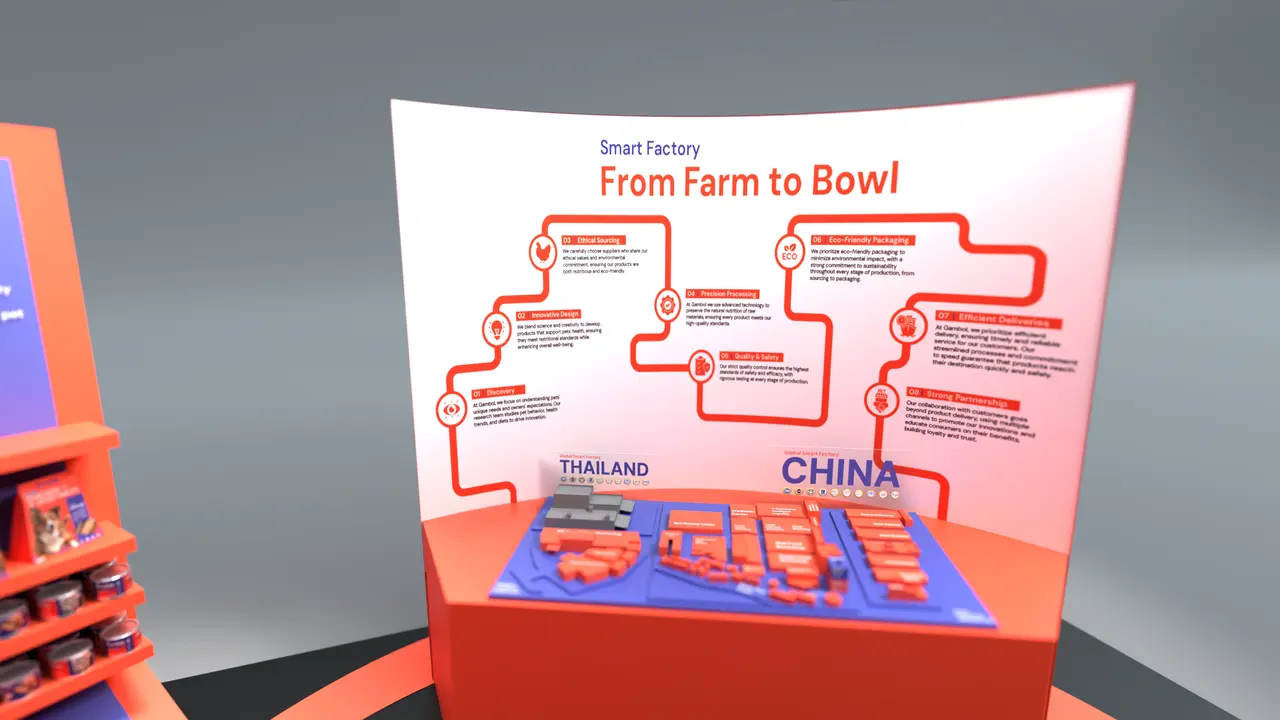 Smart Factory
From Farm to Bowl
01 Discovery
At Gambol, we focus on understanding pets'
unique needs and owners' expectations. Our
research team studies pet behavior, health
trends, and diets to drive innovation.
02 Innovative Design
We blend science and creativity to develop
products that support pets' health, ensuring
they meet nutritional standards while
enhancing overall well-being.
03 Ethical Sourcing
We carefully choose suppliers who share our
ethical values and environmental
commitment, ensuring our products are
both nutritious and eco-friendly.
04 Precision Processing
At Gambol we use advanced technology to
preserve the natural nutrition of raw
materials, ensuring every product meets our
high-quality standards.
05 Quality & Safety
Our strict quality control ensures the highest
standards of safety and efficacy, with
rigorous testing at every stage of production.
ECO
06 Eco-Friendly Packaging
We prioritize eco-friendly packaging to
minimize environmental impact, with a
strong commitment to sustainability
throughout every stage of production, from
sourcing to packaging.
07 Efficient Deliveries
At Gambol, we prioritize efficient
delivery, ensuring timely and reliable
service for our customers. Our
streamlined processes and commitment
to speed guarantee that products reach
their destination quickly and safely.
08 Strong Partnership
Our collaboration with customers goes
beyond product delivery, using multiple
channels to promote our innovations and
educate consumers on their benefits,
building loyalty and trust.
Global Smart Factory
THAILAND
Global Smart Factory
CHINA